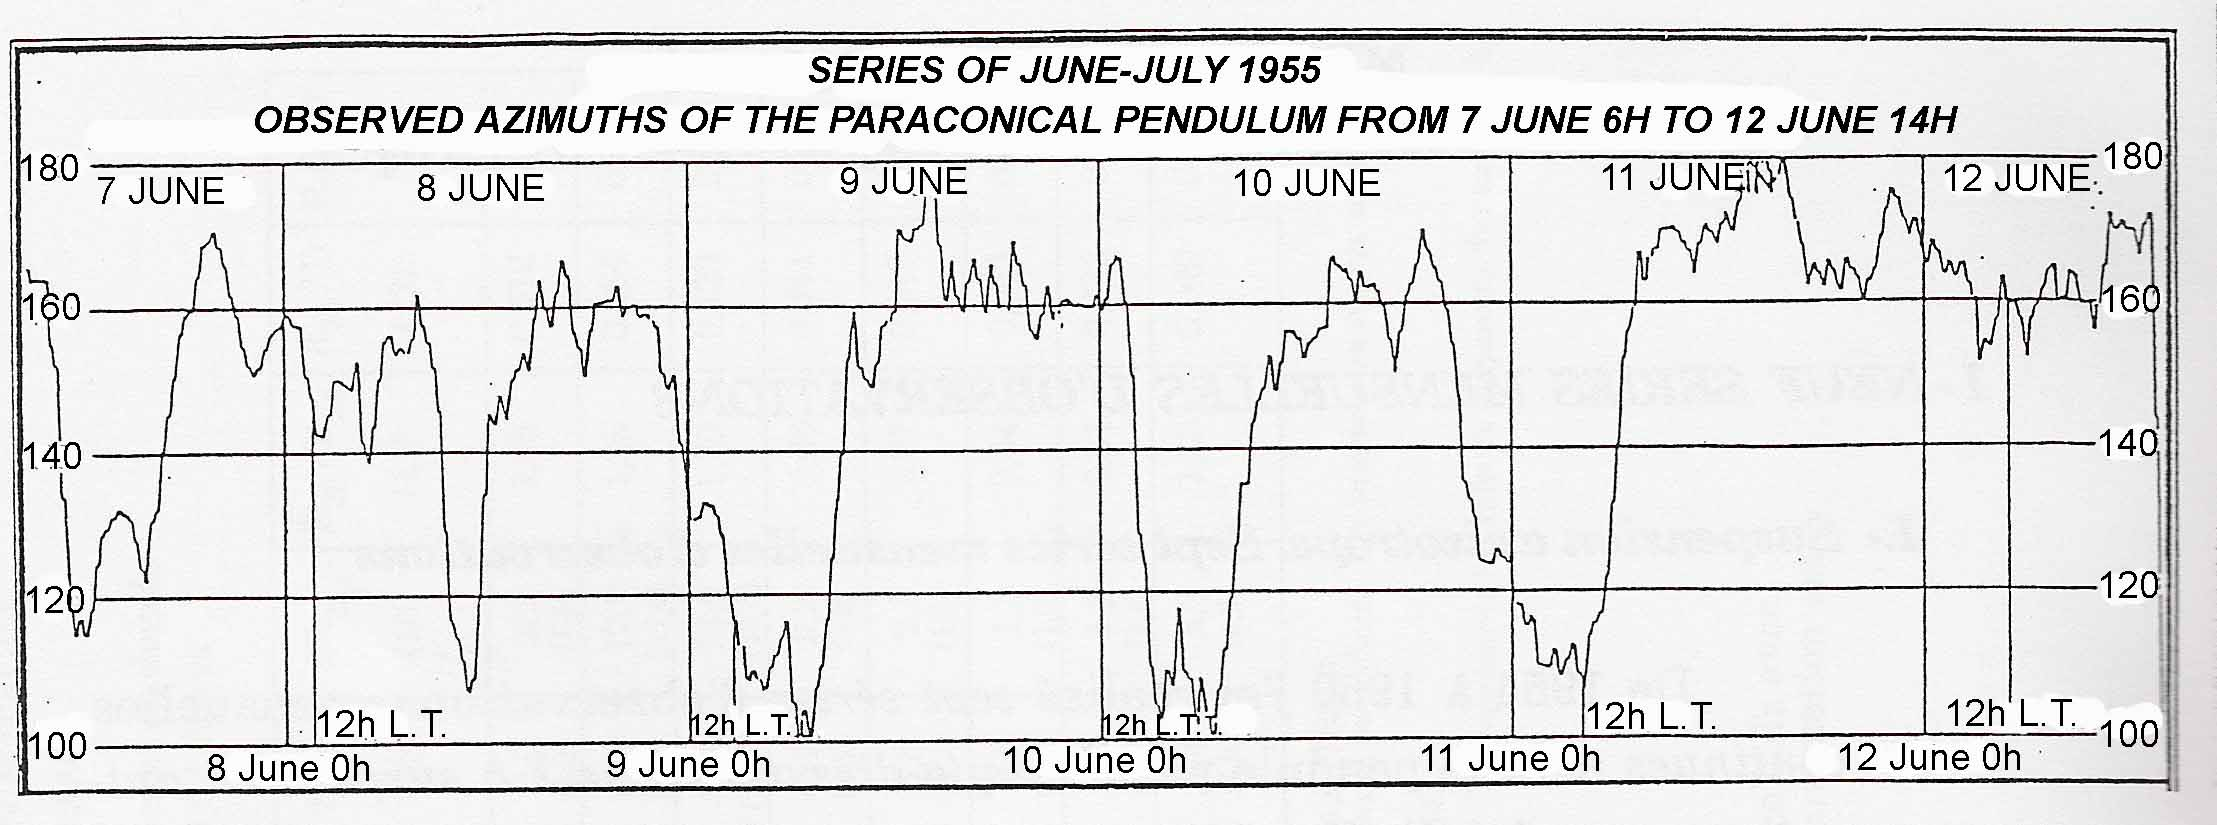 SERIES OF JUNE-JULY 1955
OBSERVED AZIMUTHS OF THE PARACONICAL PENDULUM FROM 7 JUNE 6H TO 12 JUNE 14H
180 180
7 JUNE 8 JUNE 9 JUNE 10 JUNE 11 JUNE 12 JUNE
160 160
140 140
120 120
12h L.T. 12h L.T. 12h L.T. 12h L.T. 12h L.T.
100 100
8 June 0h 9 June 0h 10 June 0h 11 June 0h 12 June 0h